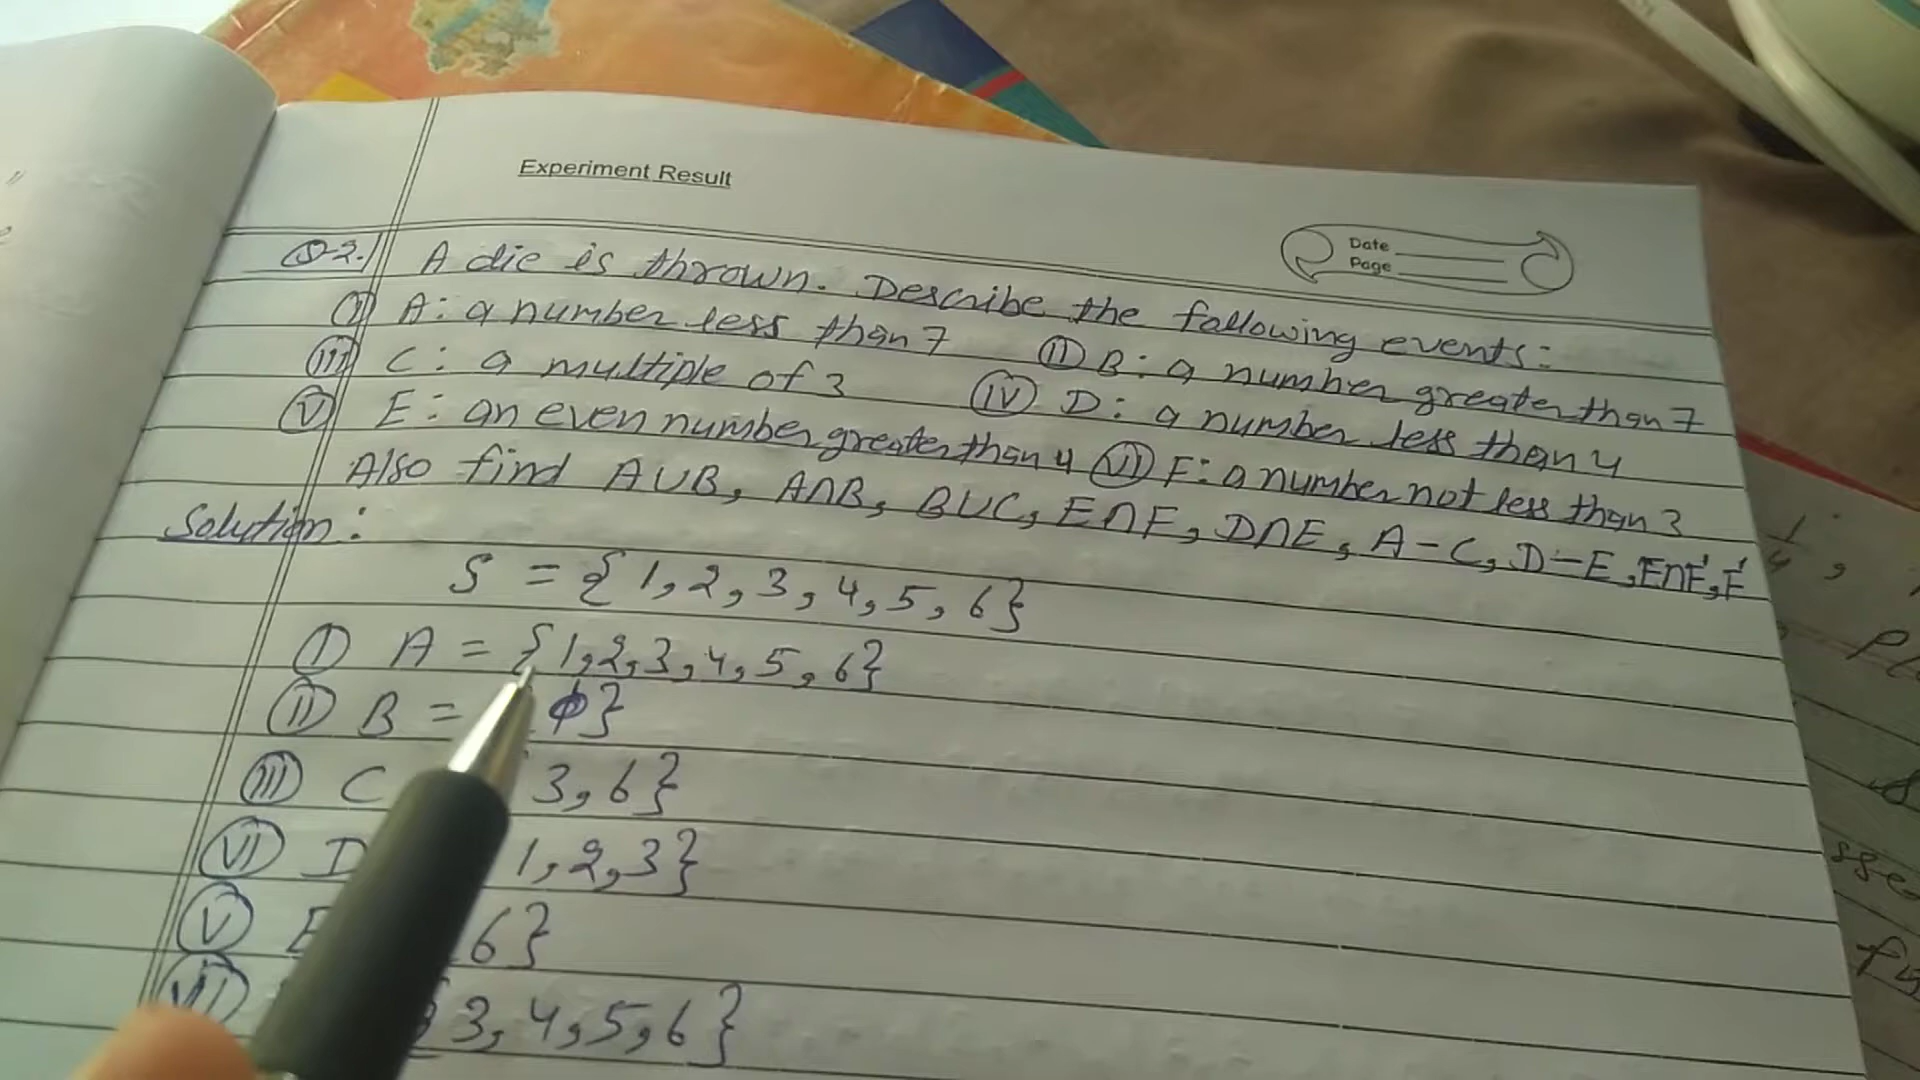 Experiment Result
Date
Page
Q-2. A die is thrown. Describe the following events:
(I) A: a number less than 7 (II) B: a number greater than 7
(III) C: a multiple of 3 (IV) D: a number less than 4
(V) E: an even number greater than 4 (VI) F: a number not less than 3
Also find A∪B, A∩B, B∪C, E∩F, D∩E, A-C, D-E, E∩F', F'
Solution:
S = {1,2,3,4,5,6}
(I) A = {1,2,3,4,5,6}
(II) B = ϕ}
(III) C 3,6}
(VI) D 1,2,3}
(V) E 6}
(VI) 3,4,5,6}